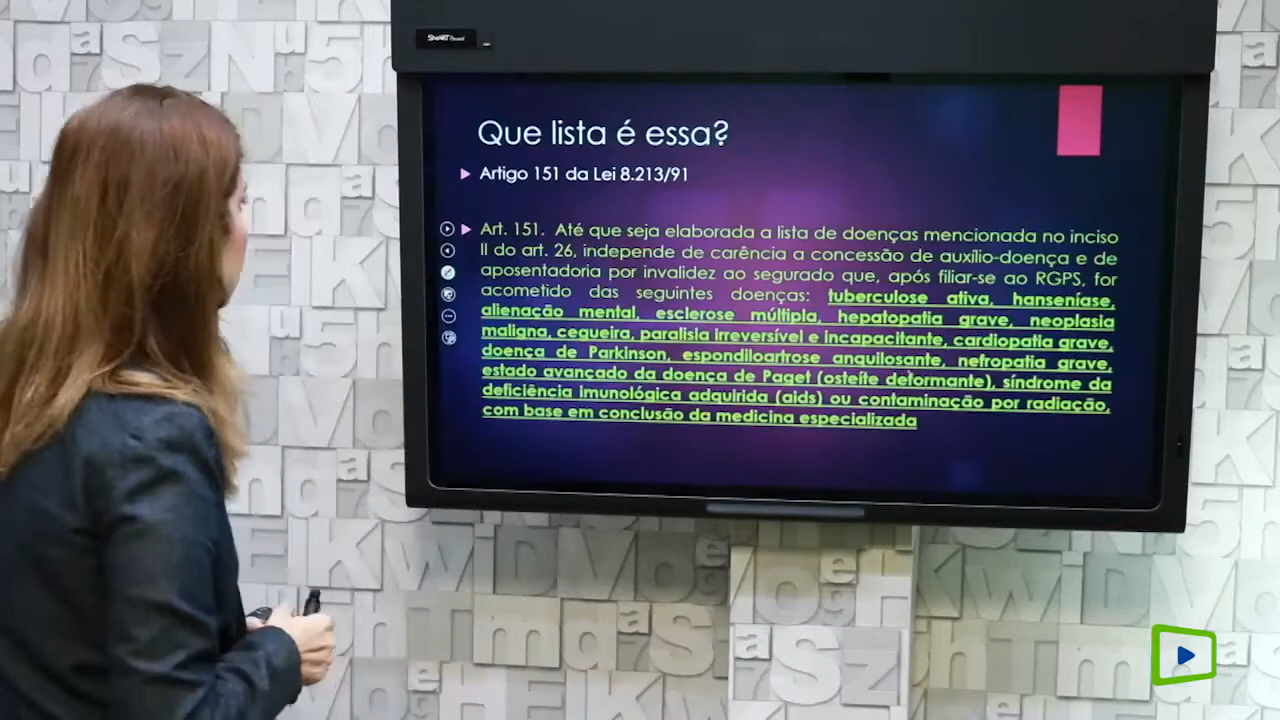 SMART Board
Que lista é essa?
Artigo 151 da Lei 8.213/91
Art. 151. Até que seja elaborada a lista de doenças mencionada no inciso
II do art. 26, independe de carência a concessão de auxílio-doença e de
aposentadoria por invalidez ao segurado que, após filiar-se ao RGPS, for
acometido das seguintes doenças: tuberculose ativa, hanseníase,
alienação mental, esclerose múltipla, hepatopatia grave, neoplasia
maligna, cegueira, paralisia irreversível e incapacitante, cardiopatia grave,
doença de Parkinson, espondiloartrose anquilosante, nefropatia grave,
estado avançado da doença de Paget (osteíte deformante), síndrome da
deficiência imunológica adquirida (aids) ou contaminação por radiação,
com base em conclusão da medicina especializada